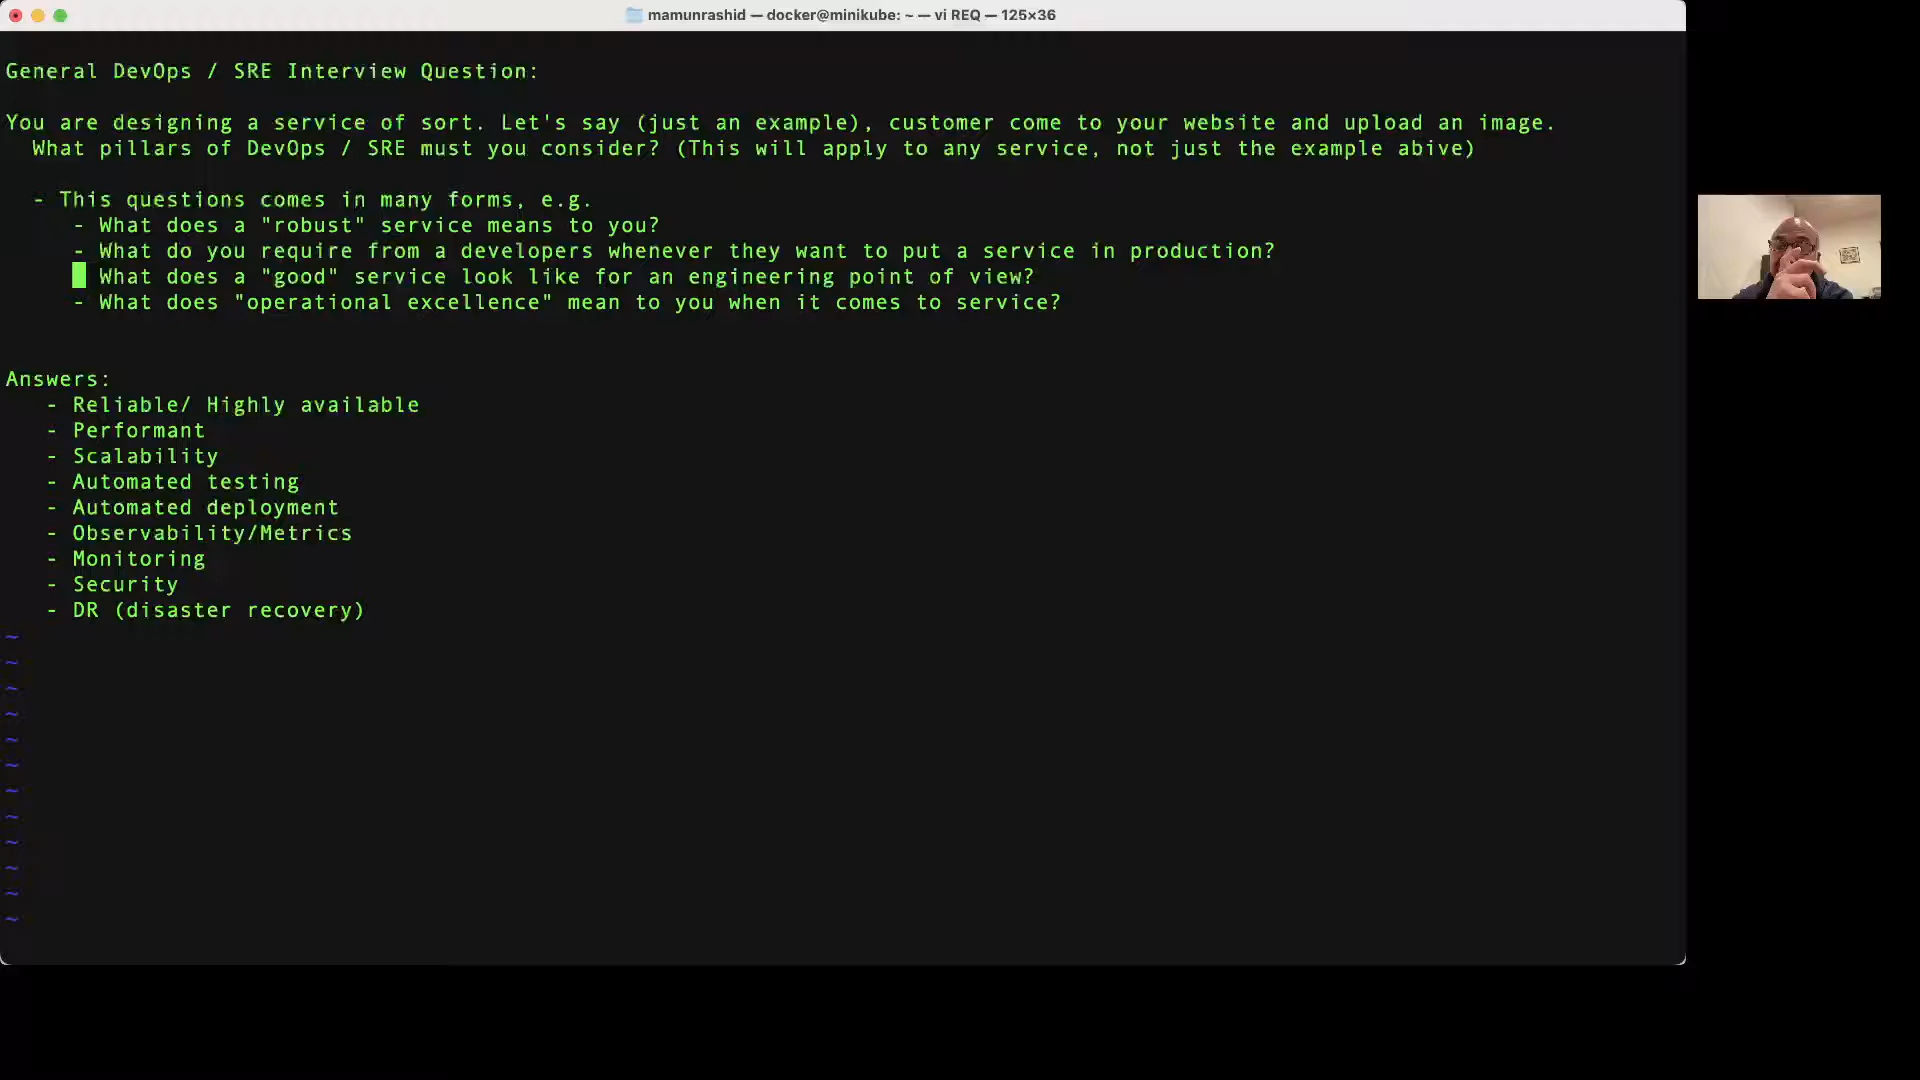 mamunrashid — docker@minikube: ~ — vi REQ — 125×36
General DevOps / SRE Interview Question:
You are designing a service of sort. Let's say (just an example), customer come to your website and upload an image.
What pillars of DevOps / SRE must you consider? (This will apply to any service, not just the example abive)
- This questions comes in many forms, e.g.
- What does a "robust" service means to you?
- What do you require from a developers whenever they want to put a service in production?
What does a "good" service look like for an engineering point of view?
- What does "operational excellence" mean to you when it comes to service?
Answers:
- Reliable/ Highly available
- Performant
- Scalability
- Automated testing
- Automated deployment
- Observability/Metrics
- Monitoring
- Security
- DR (disaster recovery)
~
~
~
~
~
~
~
~
~
~
~
~